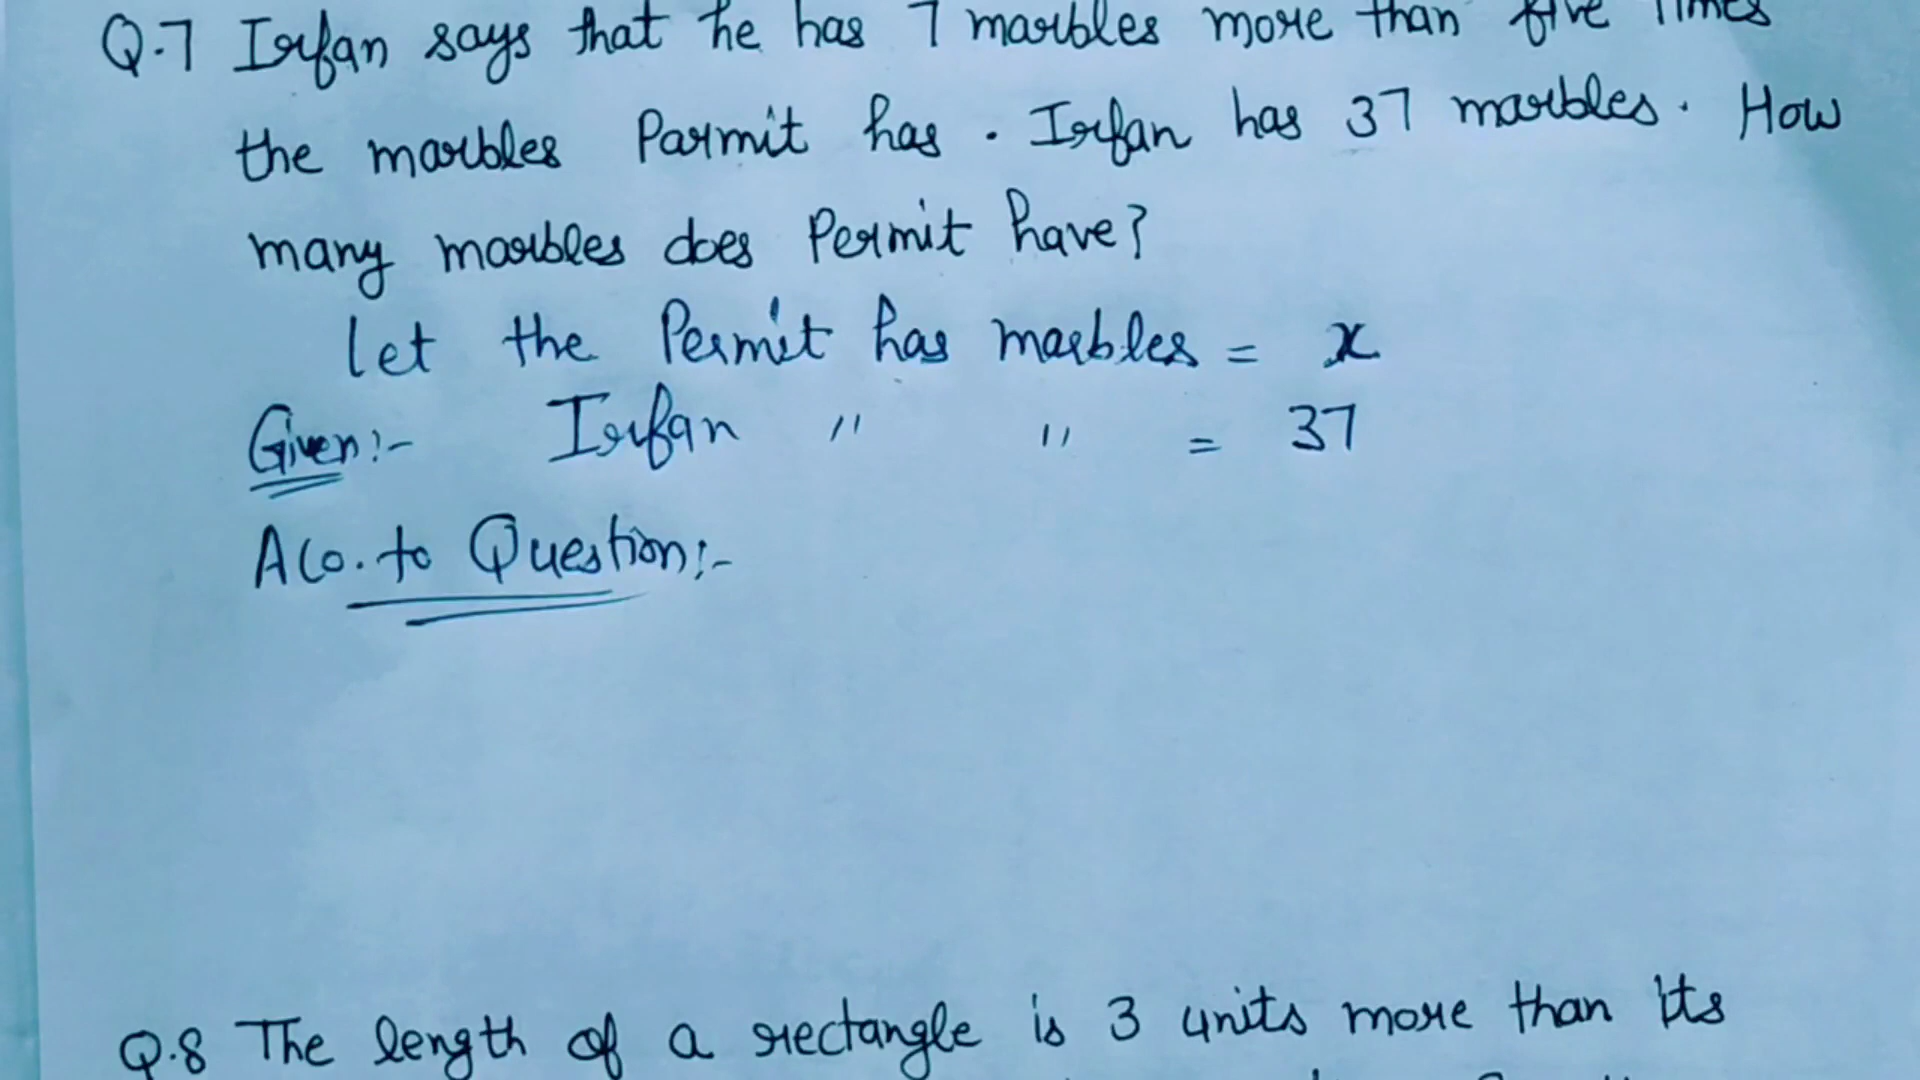 Q.7 Irfan says that he has 7 marbles more than five times
the marbles Parmit has. Irfan has 37 marbles. How
many marbles does Permit have?
Let the Permit has marbles = x
Given:- Irfan " " = 37
Aco. to Question:-
Q.8 The length of a rectangle is 3 units more than its